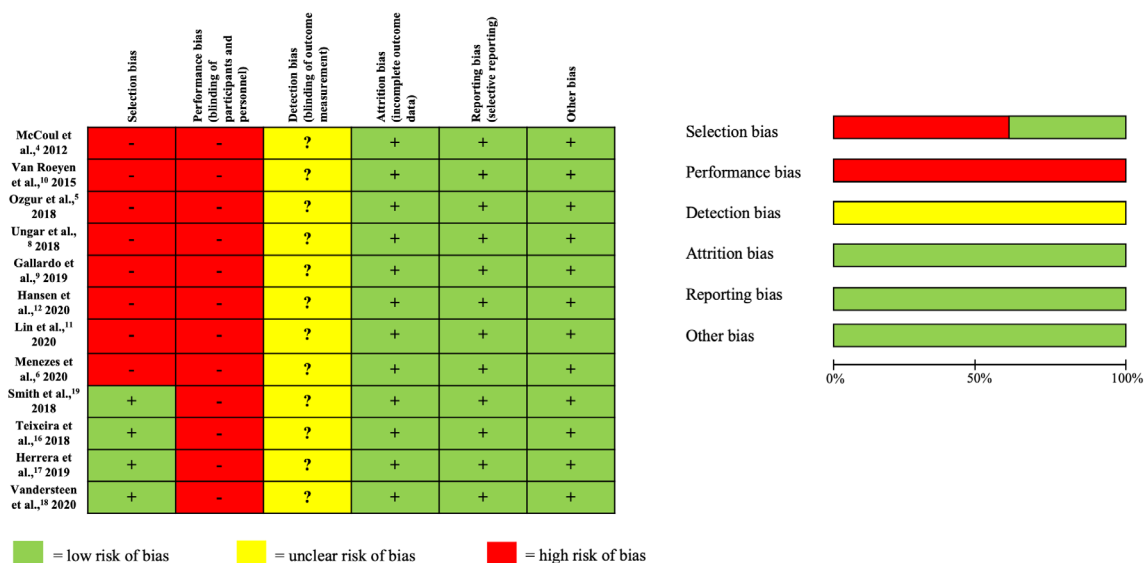 Selection bias
Performance bias
(blinding of
participants and
personnel)
Detection bias
(blinding of outcome
measurement)
Attrition bias
(incomplete outcome
data)
Reporting bias
(selective reporting)
Other bias
McCoul et
al.,4 2012
- - ? + + +
Van Roeyen
et al.,10 2015
- - ? + + +
Ozgur et al.,5
2018
- - ? + + +
Ungar et al.,
8 2018
- - ? + + +
Gallardo et
al.,9 2019
- - ? + + +
Hansen et
al.,12 2020
- - ? + + +
Lin et al.,11
2020
- - ? + + +
Menezes et
al.,6 2020
- - ? + + +
Smith et al.,19
2018
+ - ? + + +
Teixeira et
al.,16 2018
+ - ? + + +
Herrera et
al.,17 2019
+ - ? + + +
Vandersteen
et al.,18 2020
+ - ? + + +
= low risk of bias
= unclear risk of bias
= high risk of bias
Selection bias
Performance bias
Detection bias
Attrition bias
Reporting bias
Other bias
0% 50% 100%